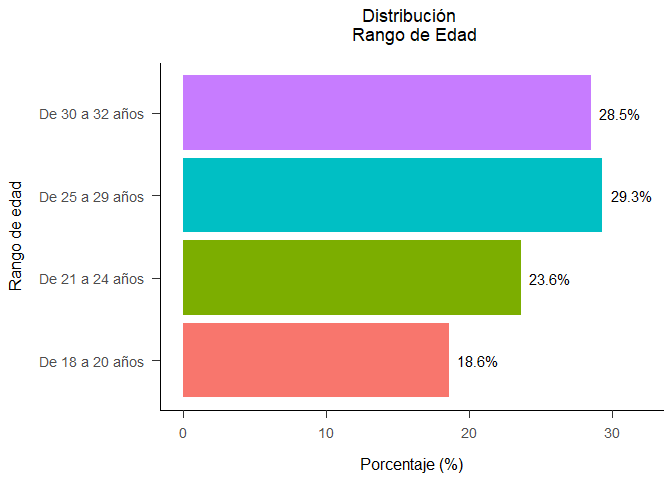 Distribución
Rango de Edad
Rango de edad
De 30 a 32 años
28.5%
De 25 a 29 años
29.3%
De 21 a 24 años
23.6%
De 18 a 20 años
18.6%
0
10
20
30
Porcentaje (%)